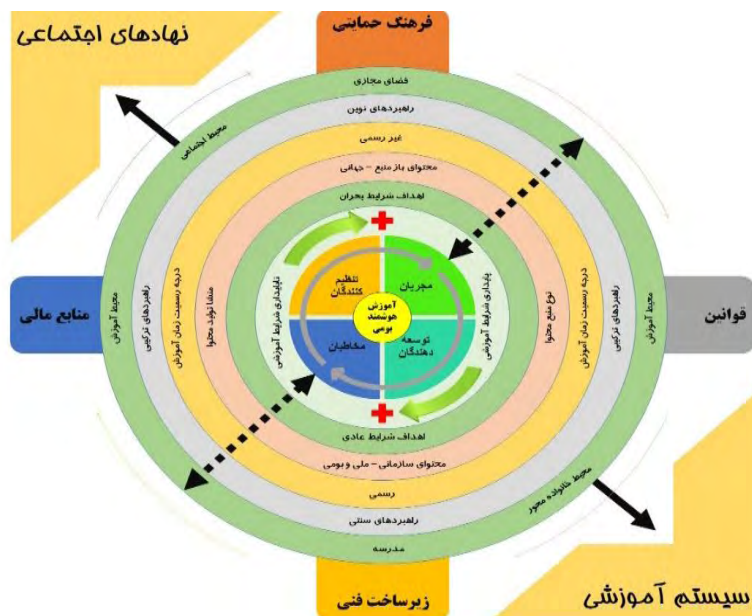 نهادهای اجتماعی
فرهنگ حمایتی
فضای مجازی
راهبردهای نوین
غیر رسمی
محتوای باز منبع - جهانی
اهداف شرایط بحران
محیط اجتماعی
قوانین
محیط آموزش
راهبردهای ترکیبی
درجه رسمیت زمان آموزش
نوع منبع محتوا
پایداری شرایط آموزشی
مجریان
تنظیم
کنندگان
آموزش
هوشمند
بومی
توسعه
دهندگان
مخاطبان
ناپایداری شرایط آموزشی
منشا تولید محتوا
درجه رسمیت زمان آموزش
راهبردهای ترکیبی
محیط آموزش
منابع مالی
اهداف شرایط عادی
محتوای سازمانی - ملی و بومی
رسمی
راهبردهای سنتی
مدرسه
محیط خانواده محور
زیرساخت فنی
سیستم آموزشی